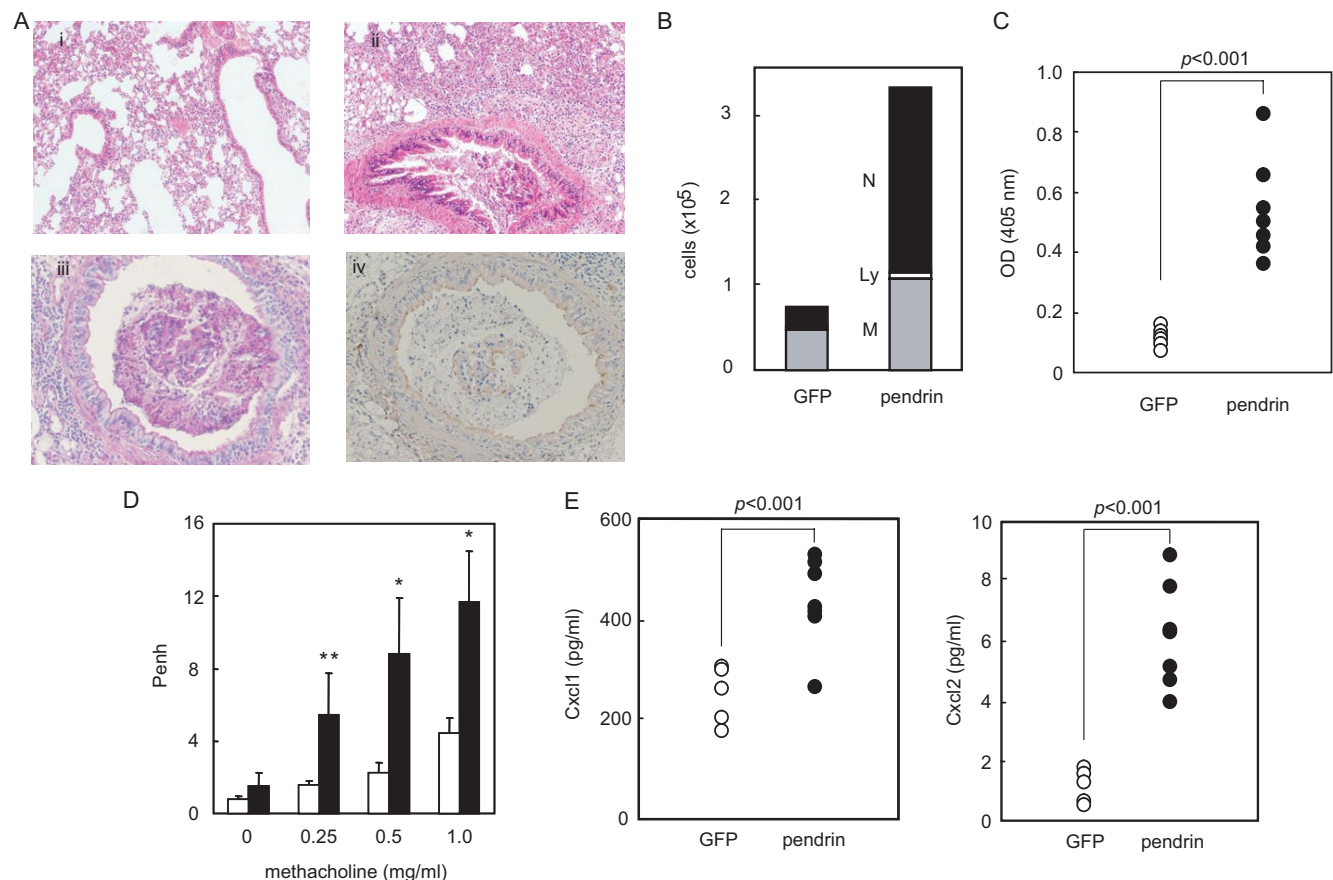 A
i
ii
iii
iv
B
cells (x10⁵)
3
2
1
0
N
Ly
M
GFP
pendrin
C
p<0.001
OD (405 nm)
1.0
0.8
0.6
0.4
0.2
0
GFP
pendrin
D
Penh
16
12
8
4
0
**
*
*
0
0.25
0.5
1.0
methacholine (mg/ml)
E
p<0.001
Cxcl1 (pg/ml)
600
400
200
0
GFP
pendrin
p<0.001
Cxcl2 (pg/ml)
10
8
6
4
2
0
GFP
pendrin